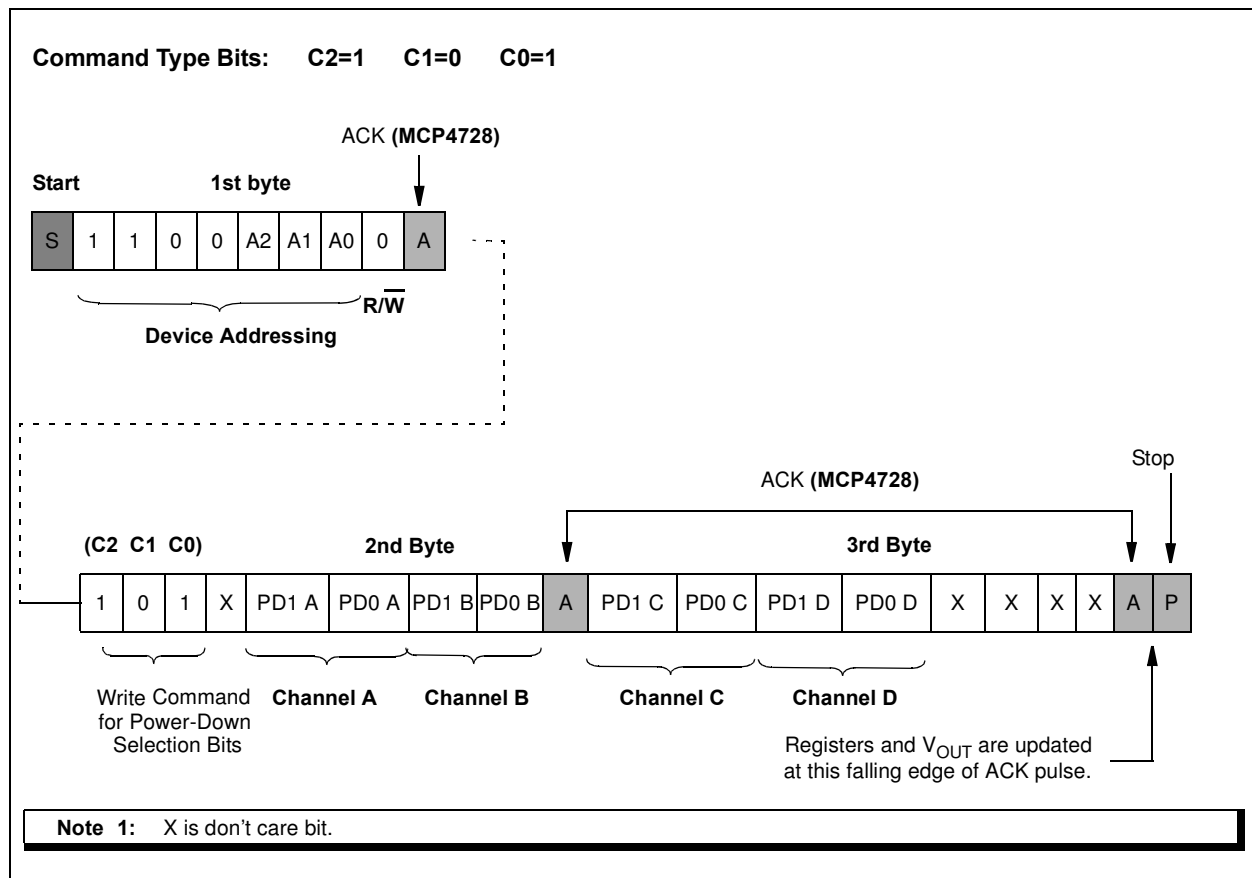 Command Type Bits: C2=1 C1=0 C0=1
ACK (MCP4728)
Start 1st byte
S 1 1 0 0 A2 A1 A0 0 A
R/W
Device Addressing
Stop
ACK (MCP4728)
(C2 C1 C0) 2nd Byte 3rd Byte
1 0 1 X PD1 A PD0 A PD1 B PD0 B A PD1 C PD0 C PD1 D PD0 D X X X X A P
Write Command
for Power-Down
Selection Bits
Channel A Channel B Channel C Channel D
Registers and VOUT are updated
at this falling edge of ACK pulse.
Note 1: X is don't care bit.